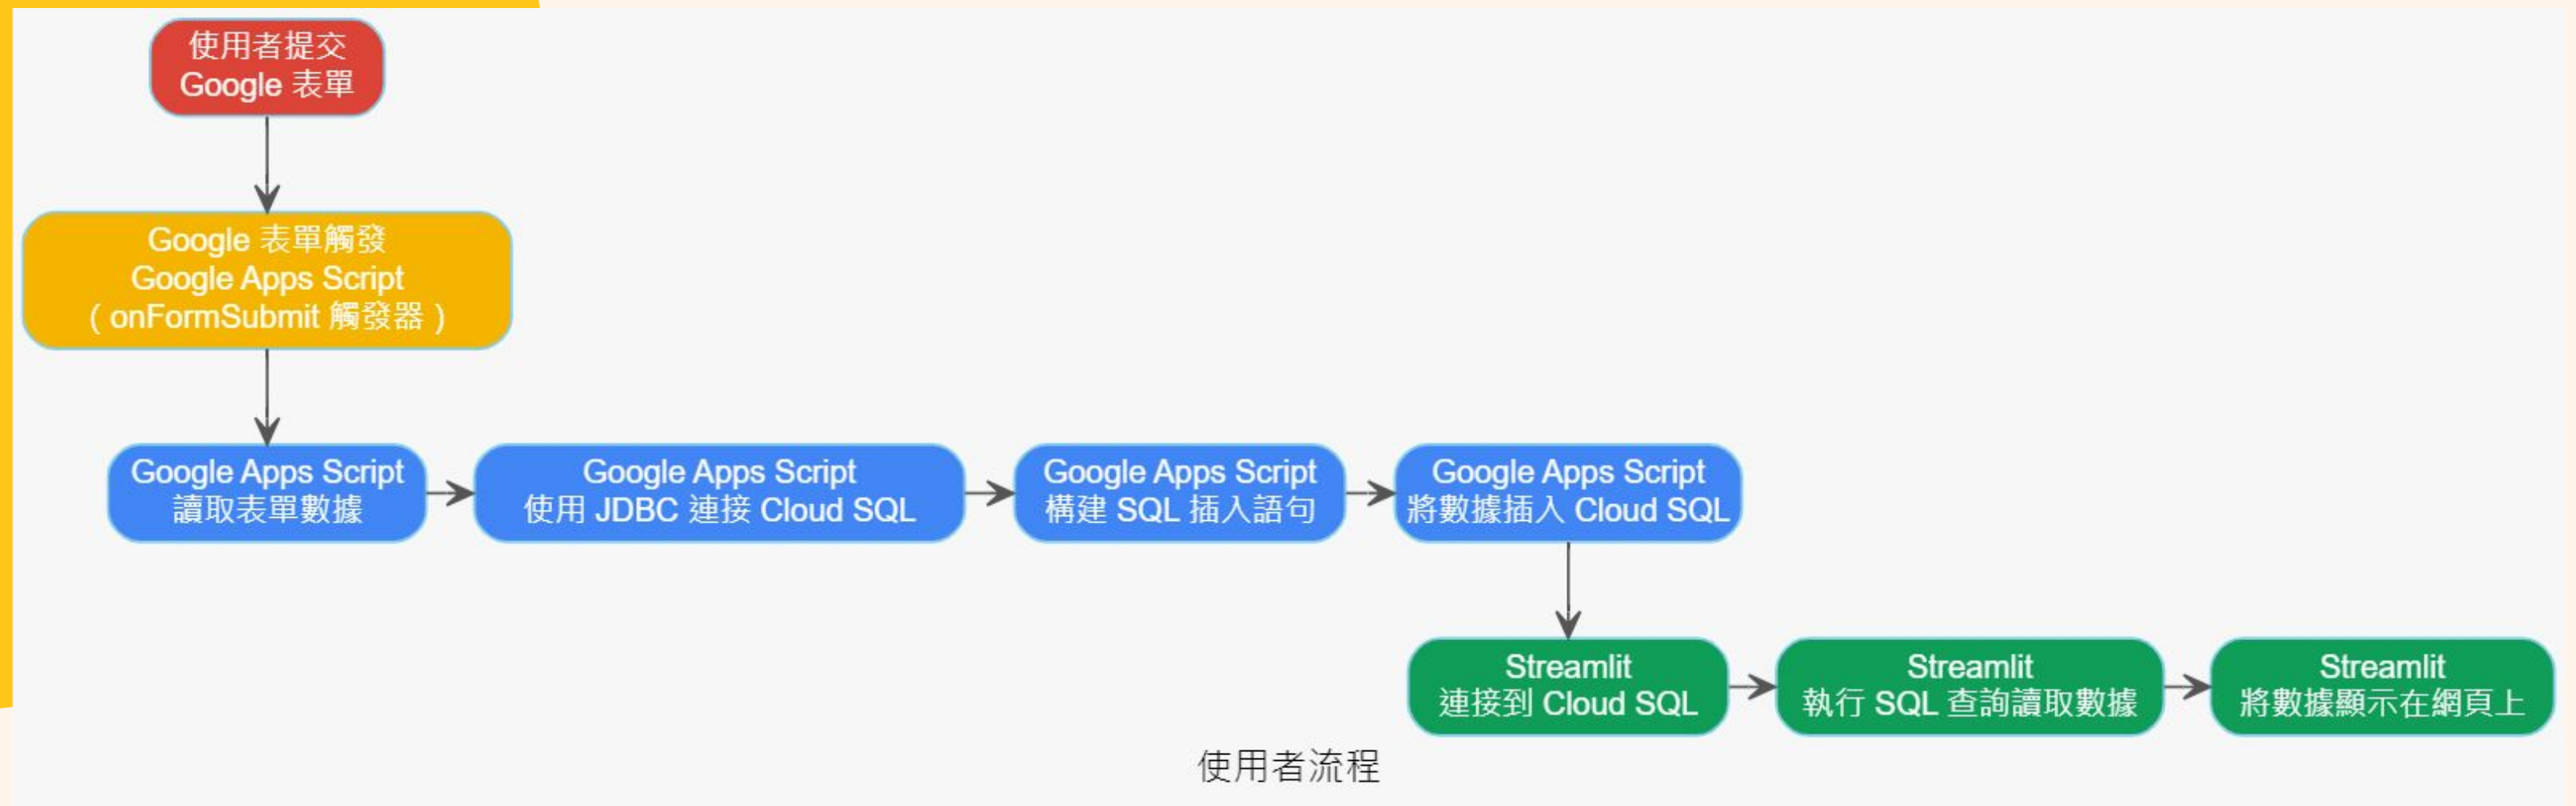 使用者提交
Google 表單
Google 表單觸發
Google Apps Script
( onFormSubmit 觸發器 )
Google Apps Script
讀取表單數據
Google Apps Script
使用 JDBC 連接 Cloud SQL
Google Apps Script
構建 SQL 插入語句
Google Apps Script
將數據插入 Cloud SQL
Streamlit
連接到 Cloud SQL
Streamlit
執行 SQL 查詢讀取數據
Streamlit
將數據顯示在網頁上
使用者流程